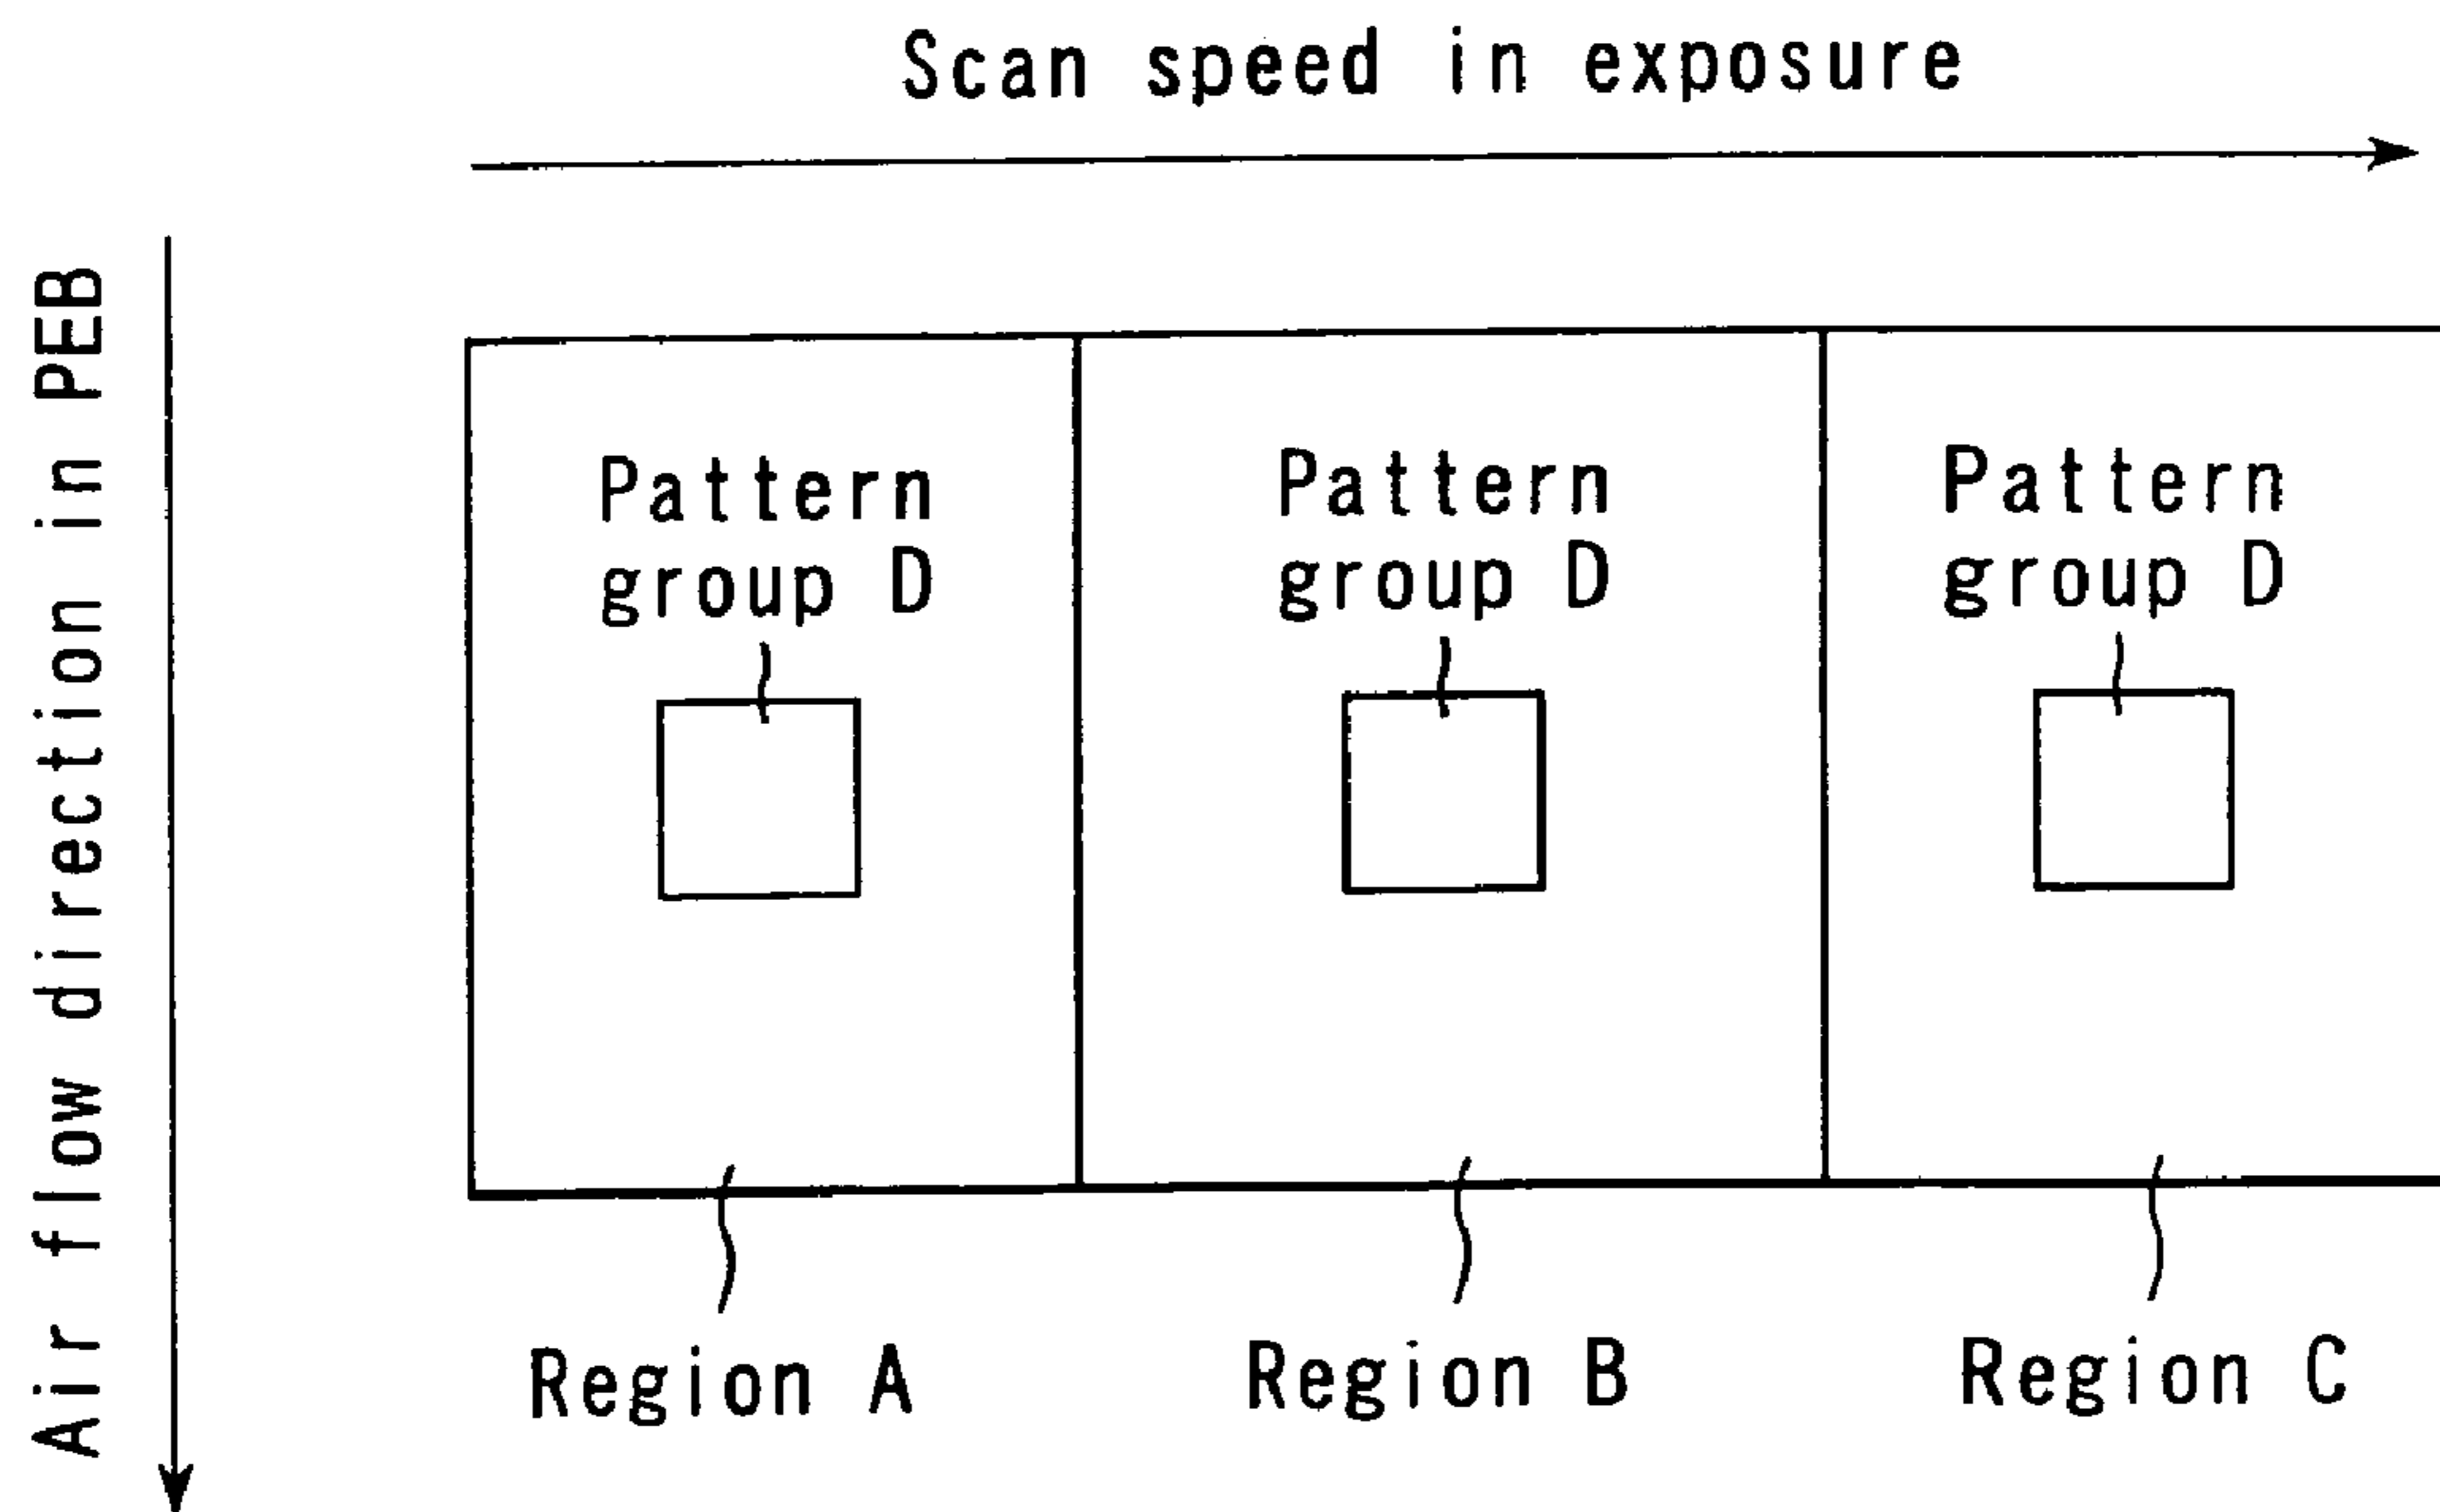 Scan speed in exposure
Air flow direction in PEB
Pattern
group D
Pattern
group D
Pattern
group D
Region A
Region B
Region C